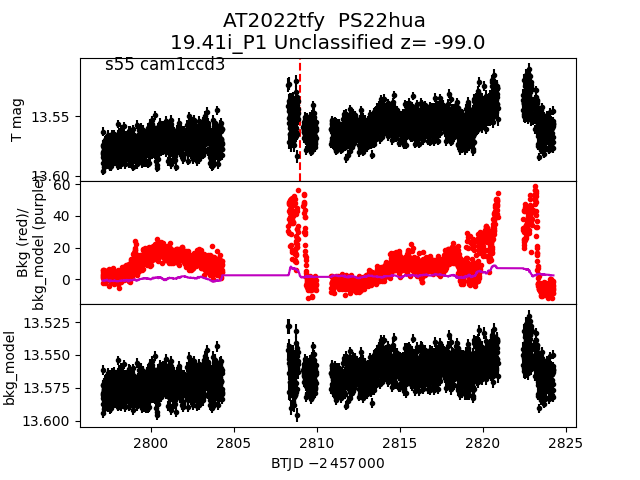 AT2022tfy PS22hua
19.41i_P1 Unclassified z= -99.0
s55 cam1ccd3
T mag
13.55
13.60
Bkg (red)/
bkg_model (purple)
60
40
20
0
bkg_model
13.525
13.550
13.575
13.600
2800 2805 2810 2815 2820 2825
BTJD −2 457 000